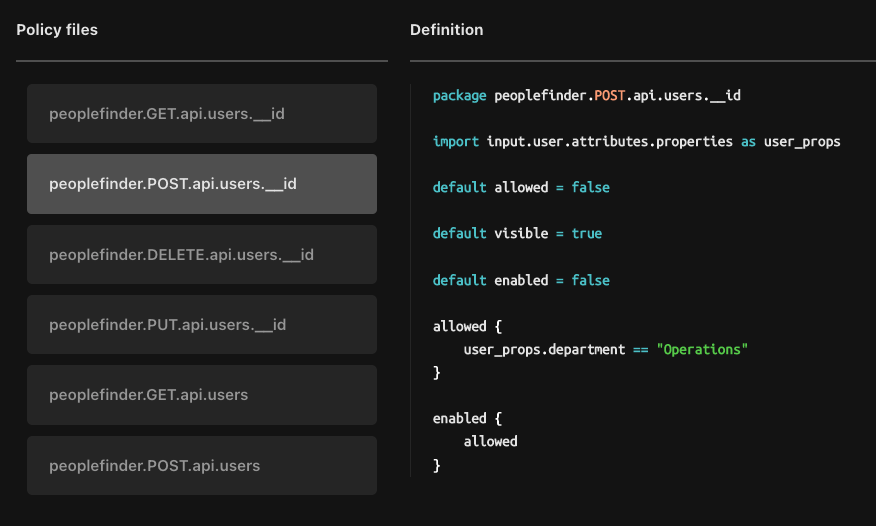 Policy files
peoplefinder.GET.api.users.__id
peoplefinder.POST.api.users.__id
peoplefinder.DELETE.api.users.__id
peoplefinder.PUT.api.users.__id
peoplefinder.GET.api.users
peoplefinder.POST.api.users
Definition
package peoplefinder.POST.api.users.__id
import input.user.attributes.properties as user_props
default allowed = false
default visible = true
default enabled = false
allowed {
    user_props.department == "Operations"
}
enabled {
    allowed
}